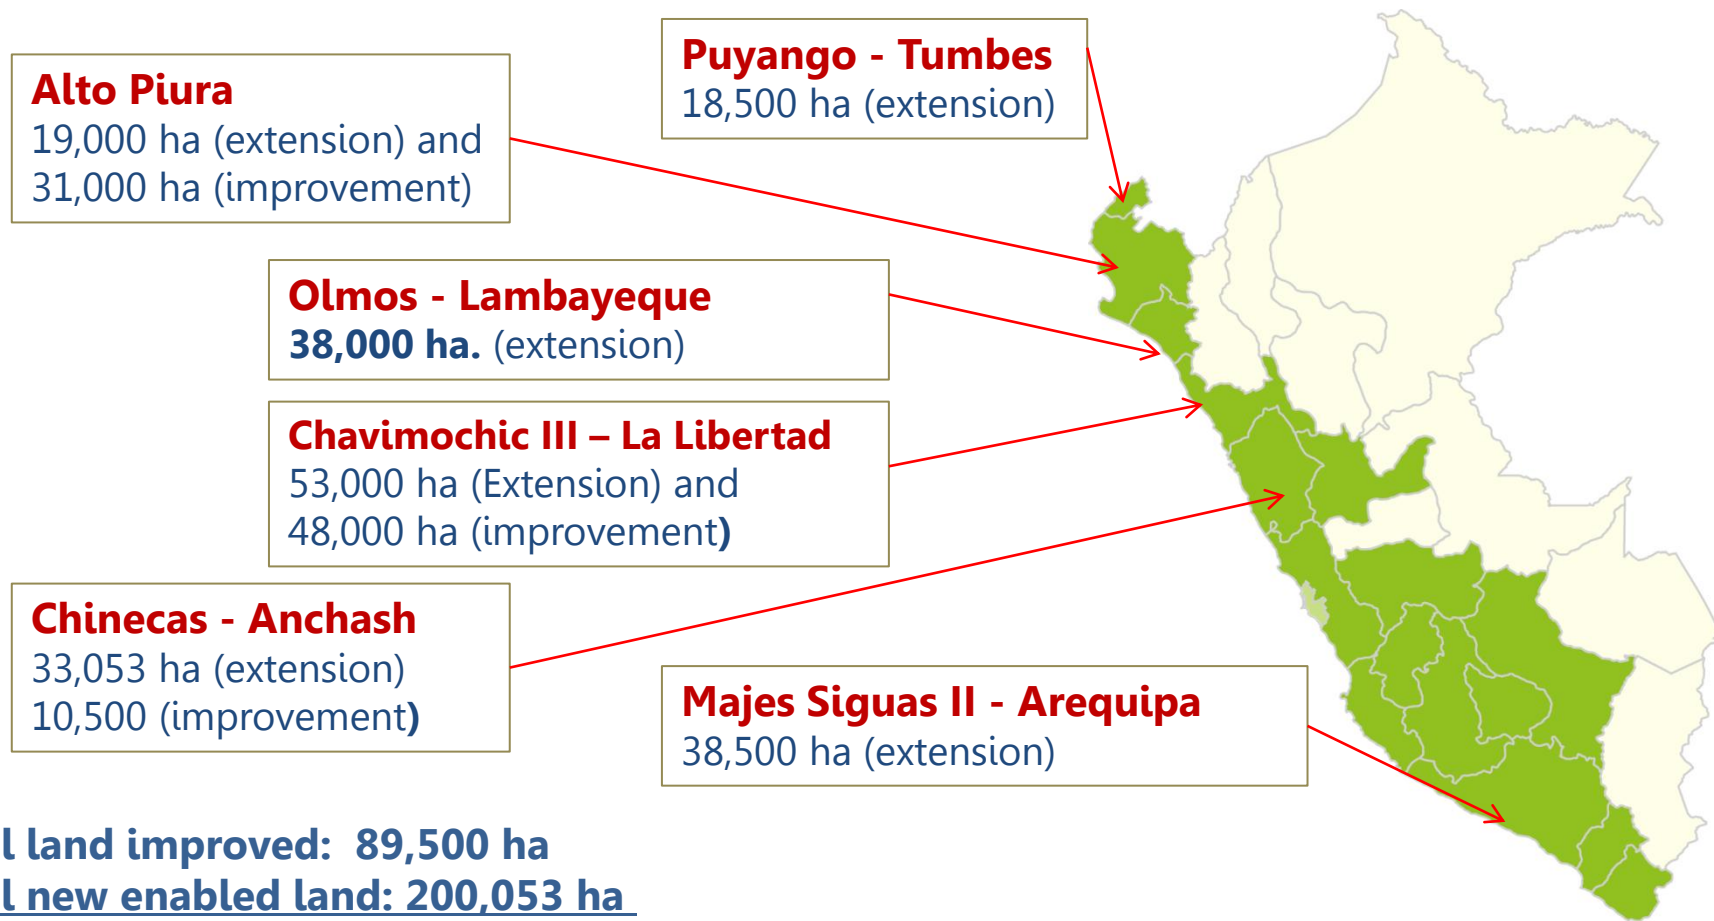 Puyango - Tumbes
18,500 ha (extension)
Alto Piura
19,000 ha (extension) and
31,000 ha (improvement)
Olmos - Lambayeque
38,000 ha. (extension)
Chavimochic III – La Libertad
53,000 ha (Extension) and
48,000 ha (improvement)
Chinecas - Anchash
33,053 ha (extension)
10,500 (improvement)
Majes Siguas II - Arequipa
38,500 ha (extension)
l land improved: 89,500 ha
l new enabled land: 200,053 ha